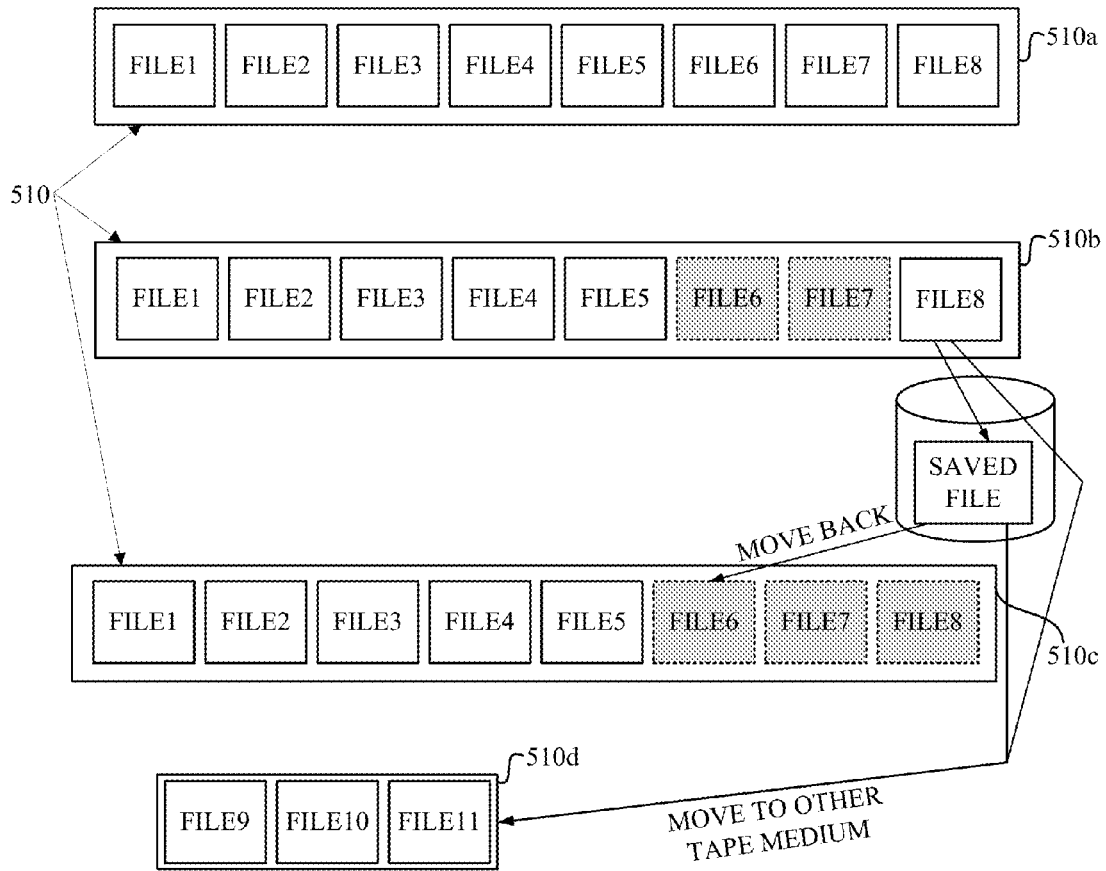 FILE1 FILE2 FILE3 FILE4 FILE5 FILE6 FILE7 FILE8
510a
510
510b
FILE1 FILE2 FILE3 FILE4 FILE5 FILE6 FILE7 FILE8
SAVED
FILE
MOVE BACK
FILE1 FILE2 FILE3 FILE4 FILE5 FILE6 FILE7 FILE8
510c
510d
FILE9 FILE10 FILE11
MOVE TO OTHER
TAPE MEDIUM